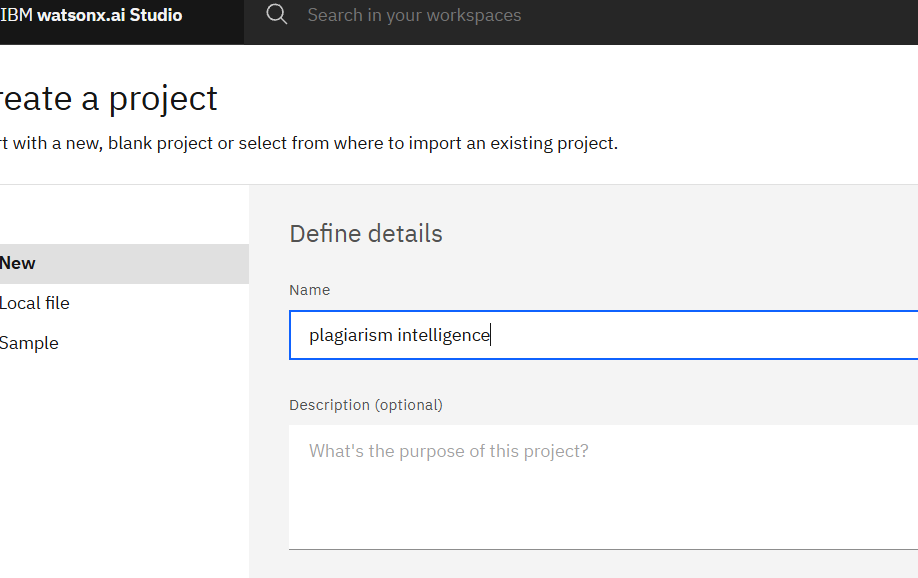 IBM watsonx.ai Studio
Search in your workspaces
reate a project
rt with a new, blank project or select from where to import an existing project.
New
Local file
Sample
Define details
Name
plagiarism intelligence
Description (optional)
What's the purpose of this project?